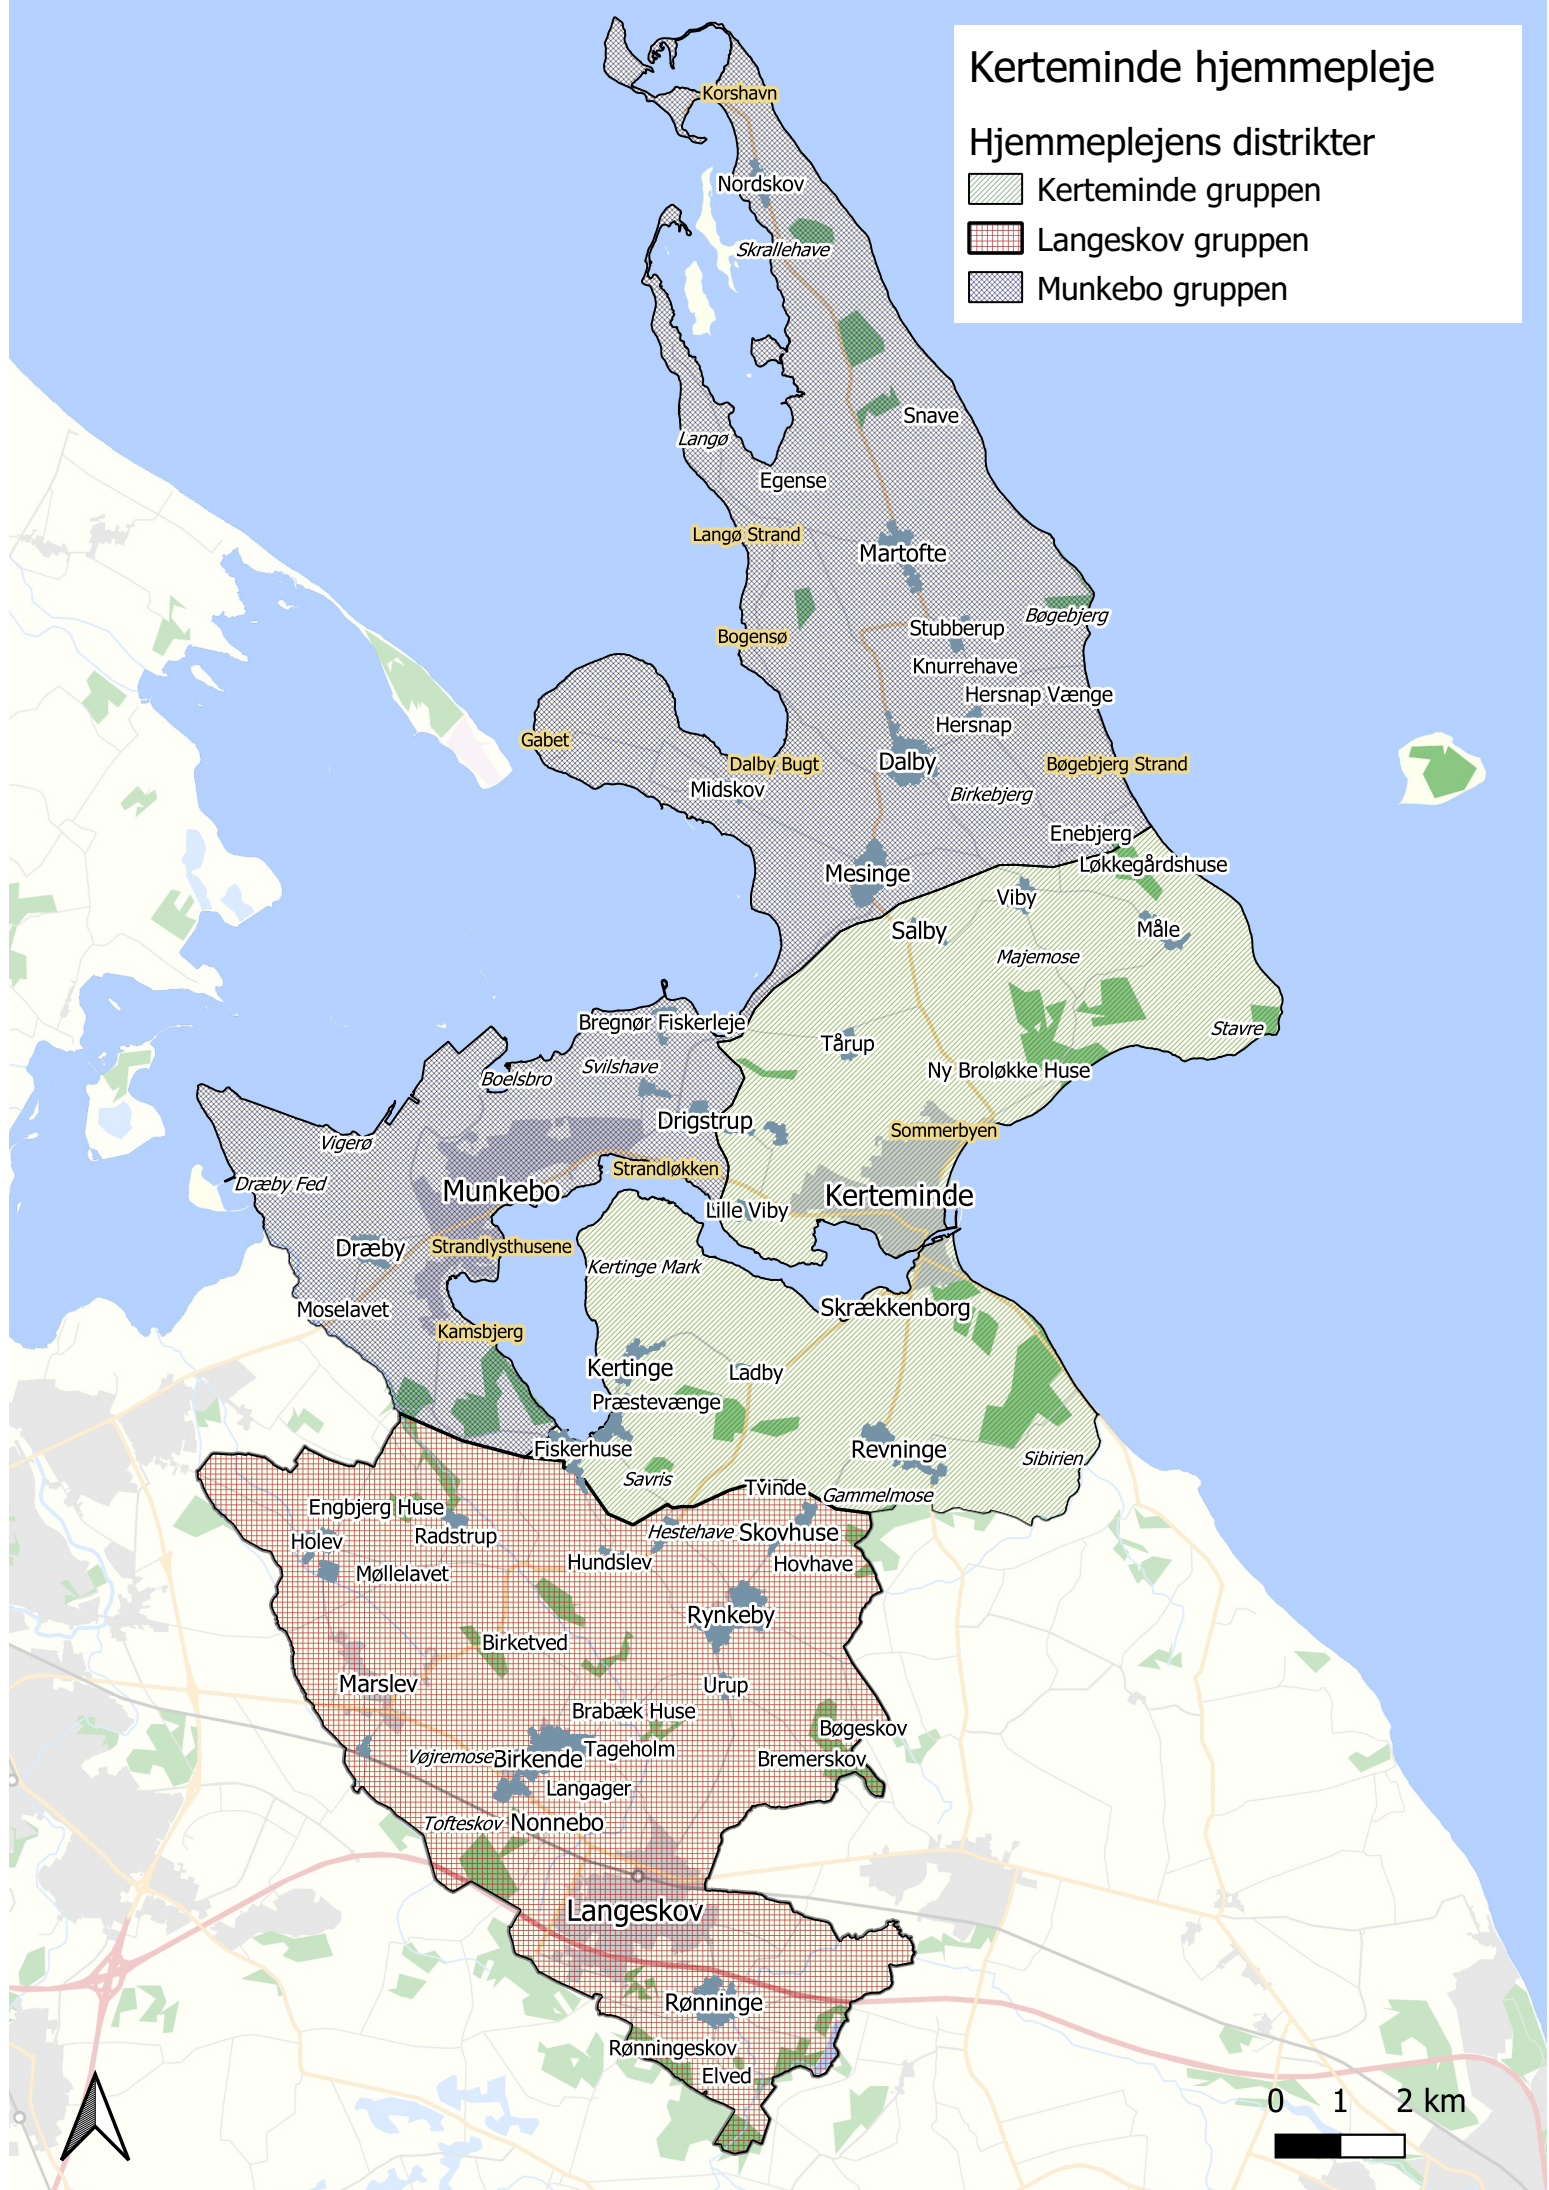 Kerteminde hjemmepleje
Hjemmeplejens distrikter
Kerteminde gruppen
Langeskov gruppen
Munkebo gruppen
Korshavn
Nordskov
Skrallehave
Snave
Langø
Egense
Langø Strand
Martofte
Bøgebjerg
Stubberup
Bogensø
Knurrehave
Hersnap Vænge
Hersnap
Gabet
Dalby
Dalby Bugt
Bøgebjerg Strand
Midskov
Birkebjerg
Enebjerg
Løkkegårdshuse
Mesinge
Viby
Salby
Måle
Majemose
Bregnør Fiskerleje
Stavre
Tårup
Svilshave
Boelsbro
Ny Broløkke Huse
Drigstrup
Sommerbyen
Vigerø
Strandløkken
Dræby Fed
Munkebo
Kerteminde
Lille Viby
Dræby
Strandlysthusene
Kertinge Mark
Moselavet
Skrækkenborg
Kamsbjerg
Kertinge
Ladby
Præstevænge
Fiskerhuse
Revninge
Sibirien
Savris
Tvinde
Gammelmose
Engbjerg Huse
Radstrup
Hestehave
Skovhuse
Holev
Hundslev
Hovhave
Møllelavet
Rynkeby
Birketved
Marslev
Urup
Brabæk Huse
Bøgeskov
Tageholm
Vøjremose
Birkende
Bremerskov
Langager
Tofteskov
Nonnebo
Langeskov
Rønninge
Rønningeskov
Elved
0 1 2 km